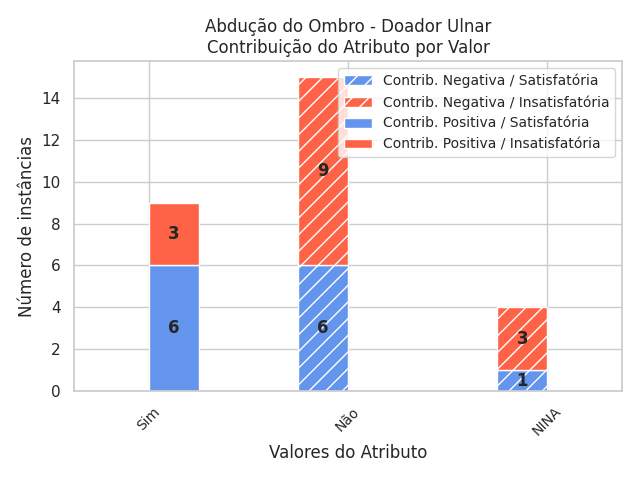 Abdução do Ombro - Doador Ulnar
Contribuição do Atributo por Valor
Contrib. Negativa / Satisfatória
Contrib. Negativa / Insatisfatória
Contrib. Positiva / Satisfatória
Contrib. Positiva / Insatisfatória
Número de instâncias
14
12
10
8
6
4
2
0
3
6
9
6
3
1
Sim
Não
NINA
Valores do Atributo